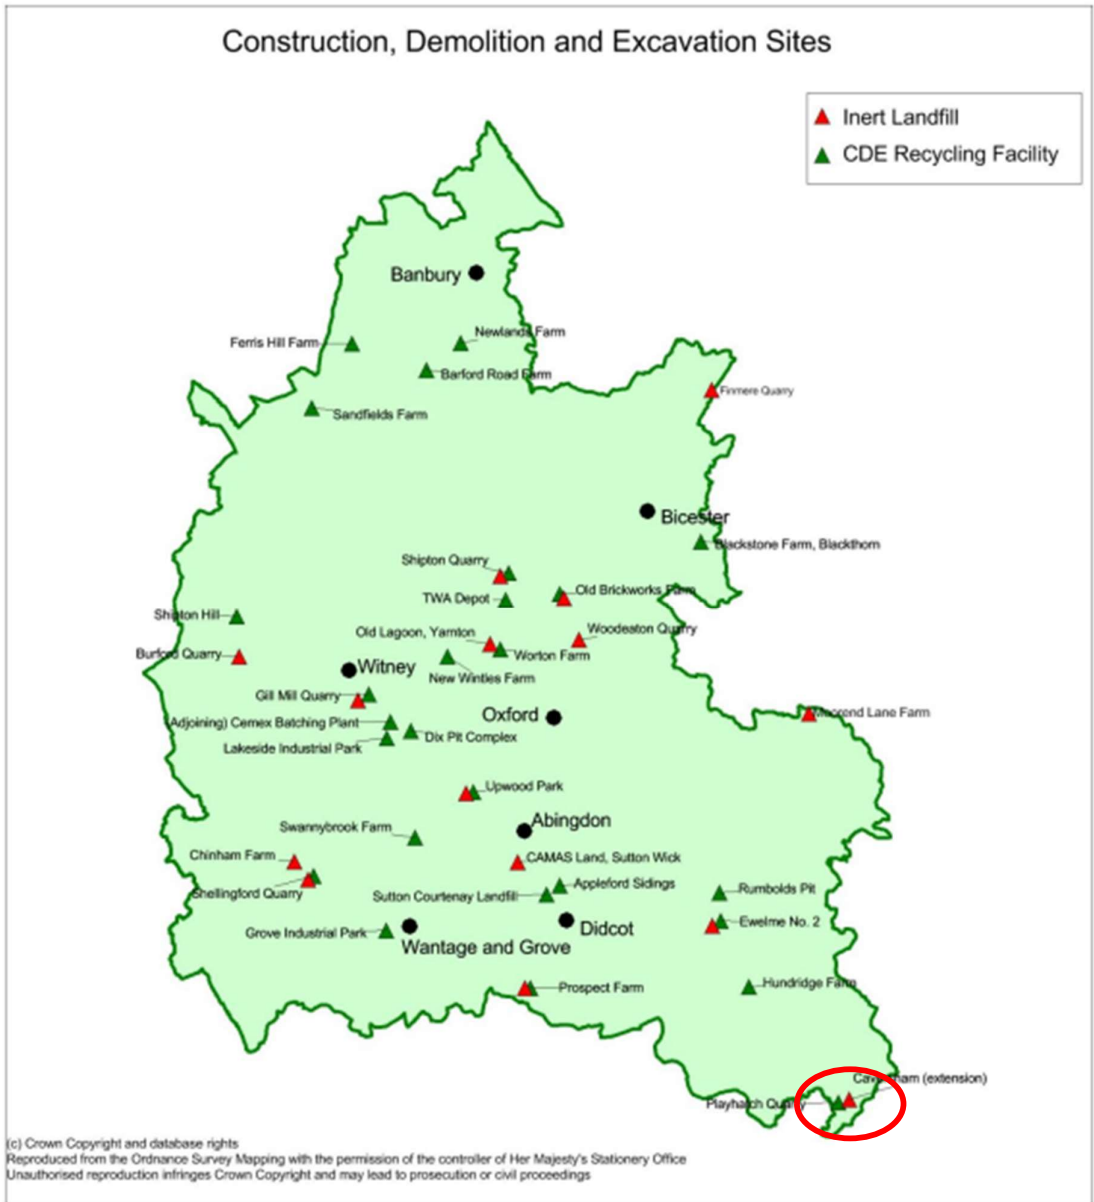 Construction, Demolition and Excavation Sites
Inert Landfill
CDE Recycling Facility
Banbury
Newlands Farm
Ferris Hill Farm
Barford Road Farm
Finmere Quarry
Sandfields Farm
Bicester
Blackstone Farm, Blackthorn
Shipton Quarry
Old Brickworks Farm
TWA Depot
Shipton Hill
Woodeaton Quarry
Old Lagoon, Yarnton
Burford Quarry
Worton Farm
Witney
New Wintles Farm
Gill Mill Quarry
Oxford
Moorend Lane Farm
(Adjoining) Cemex Batching Plant
Dix Pit Complex
Lakeside Industrial Park
Upwood Park
Abingdon
Swannybrook Farm
Chinham Farm
CAMAS Land, Sutton Wick
Appleford Sidings
Rumbolds Pit
Shellingford Quarry
Sutton Courtenay Landfill
Ewelme No. 2
Didcot
Grove Industrial Park
Wantage and Grove
Hundridge Farm
Prospect Farm
Caversham (extension)
Playhatch Quarry
(c) Crown Copyright and database rights
Reproduced from the Ordnance Survey Mapping with the permission of the controller of Her Majesty's Stationery Office
Unauthorised reproduction infringes Crown Copyright and may lead to prosecution or civil proceedings